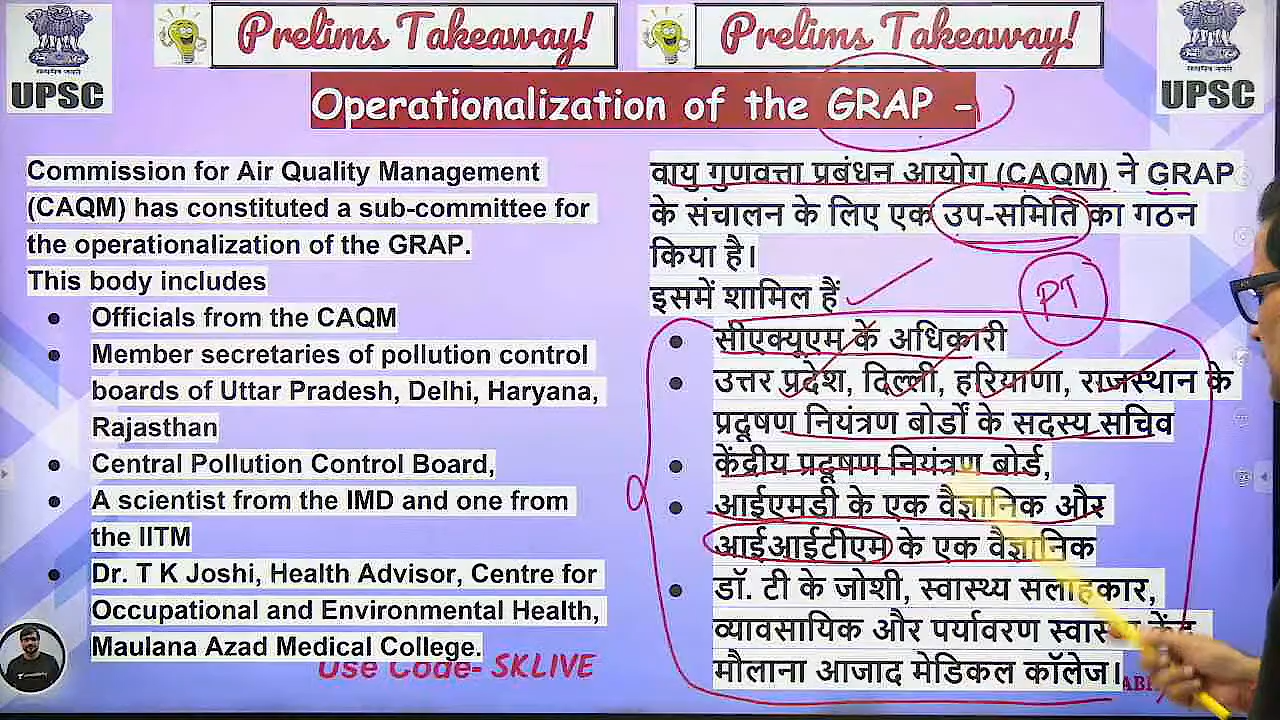 Prelims Takeaway!
Prelims Takeaway!
सत्यमेव जयते
UPSC
सत्यमेव जयते
UPSC
Operationalization of the GRAP -
Commission for Air Quality Management
(CAQM) has constituted a sub-committee for
the operationalization of the GRAP.
This body includes
● Officials from the CAQM
● Member secretaries of pollution control
boards of Uttar Pradesh, Delhi, Haryana,
Rajasthan
● Central Pollution Control Board,
● A scientist from the IMD and one from
the IITM
● Dr. T K Joshi, Health Advisor, Centre for
Occupational and Environmental Health,
Maulana Azad Medical College.
Use Code- SKLIVE
वायु गुणवत्ता प्रबंधन आयोग (CAQM) ने GRAP
के संचालन के लिए एक उप-समिति का गठन
किया है।
इसमें शामिल हैं
PT
● सीएक्यूएम के अधिकारी
● उत्तर प्रदेश, दिल्ली, हरियाणा, राजस्थान के
प्रदूषण नियंत्रण बोर्डों के सदस्य सचिव
● केंद्रीय प्रदूषण नियंत्रण बोर्ड,
● आईएमडी के एक वैज्ञानिक और
आईआईटीएम के एक वैज्ञानिक
● डॉ. टी के जोशी, स्वास्थ्य सलाहकार,
व्यावसायिक और पर्यावरण
मौलाना आजाद मेडिकल कॉलेज।